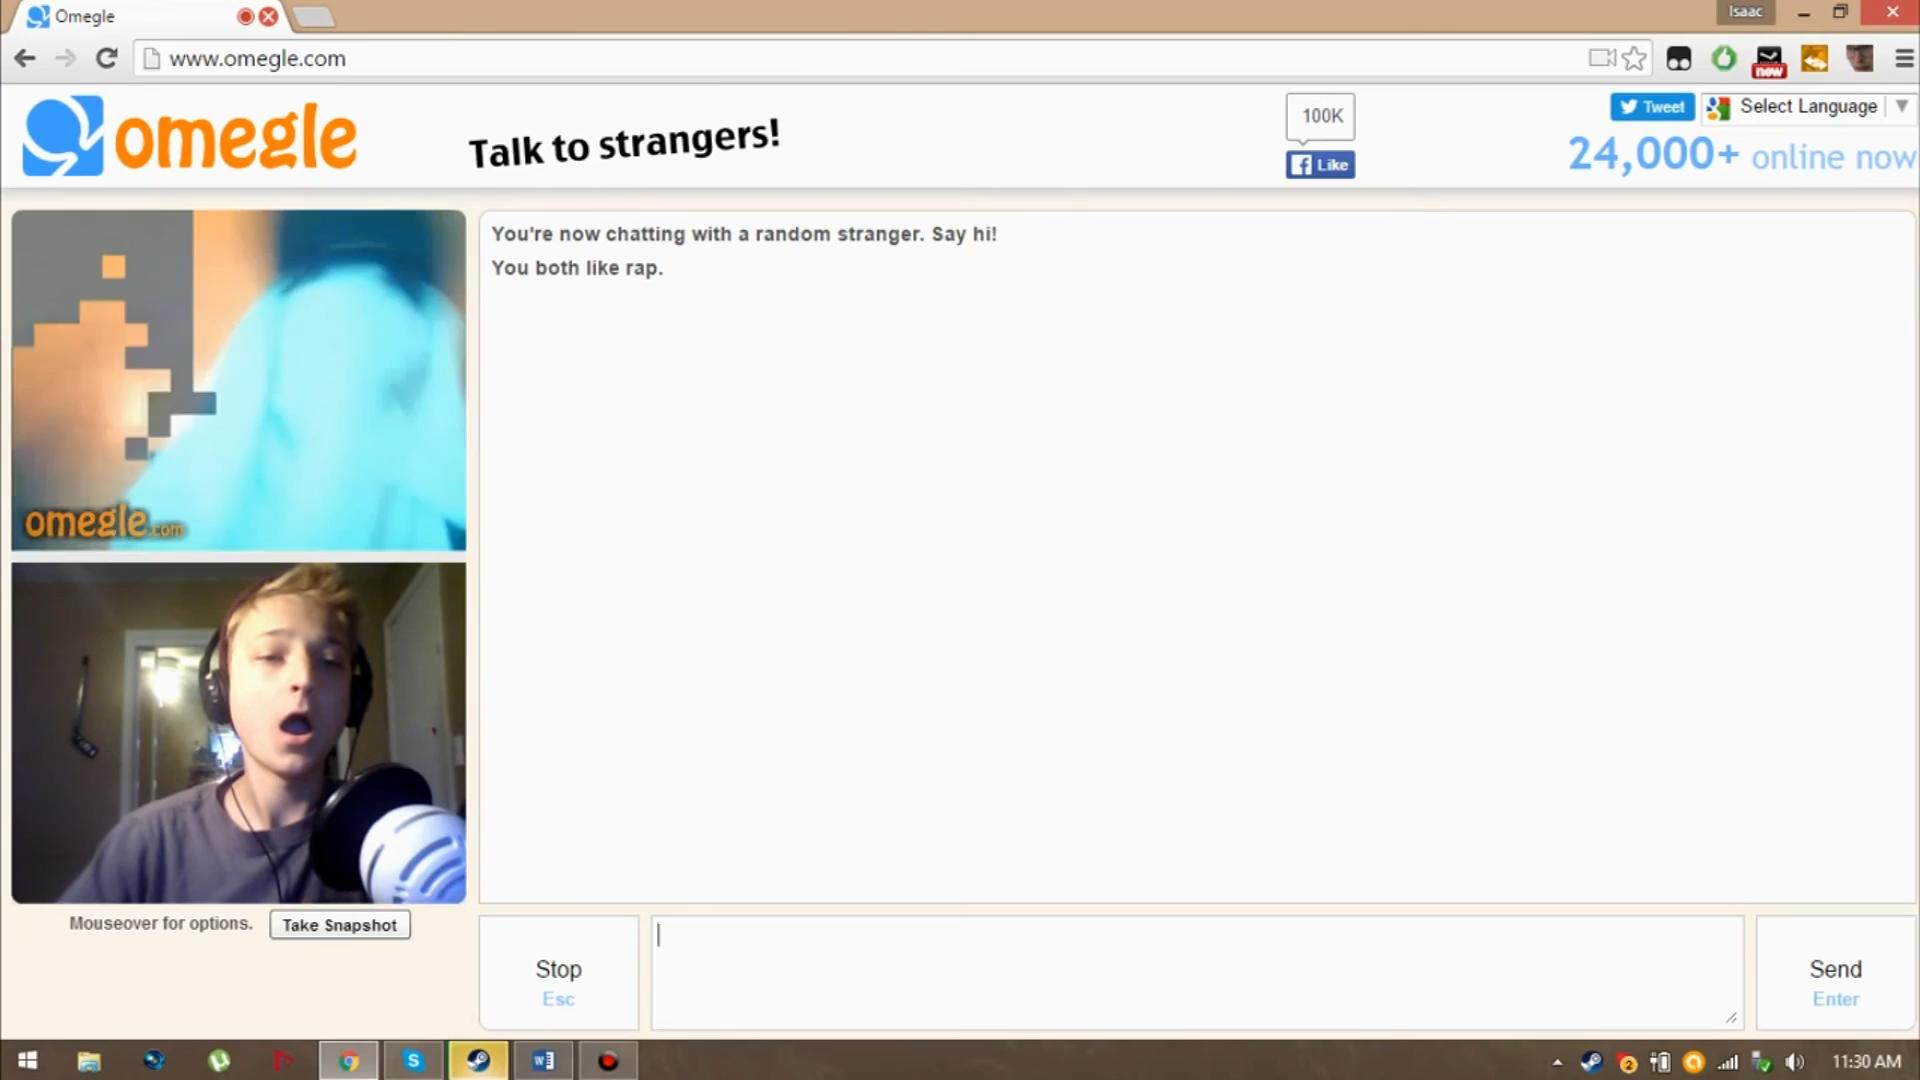 Omegle
Isaac
www.omegle.com
now
omegle
Talk to strangers!
100K
Like
Tweet
Select Language
24,000+ online now
You're now chatting with a random stranger. Say hi!
You both like rap.
omegle.com
Mouseover for options.
Take Snapshot
Stop
Esc
Send
Enter
2
11:30 AM